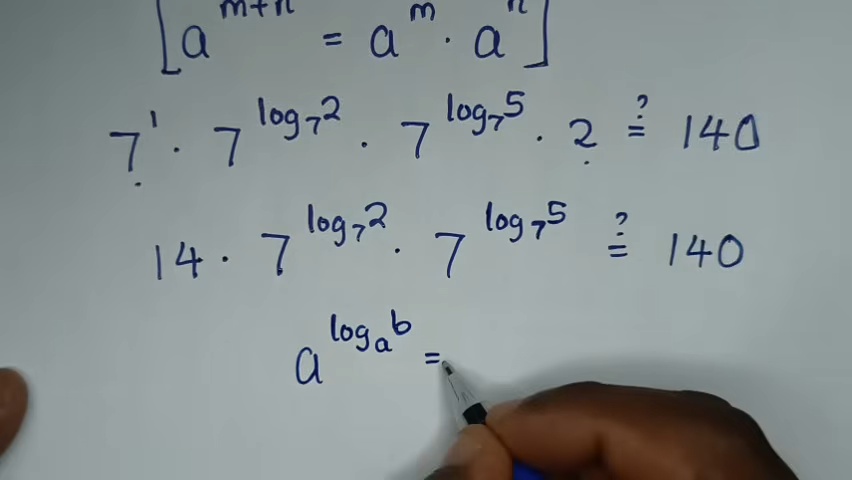 [a^{m+n} = a^m · a^n]
7^1 · 7^{log_7 2} · 7^{log_7 5} · 2 ≟ 140
14 · 7^{log_7 2} · 7^{log_7 5} ≟ 140
a^{log_a b} =